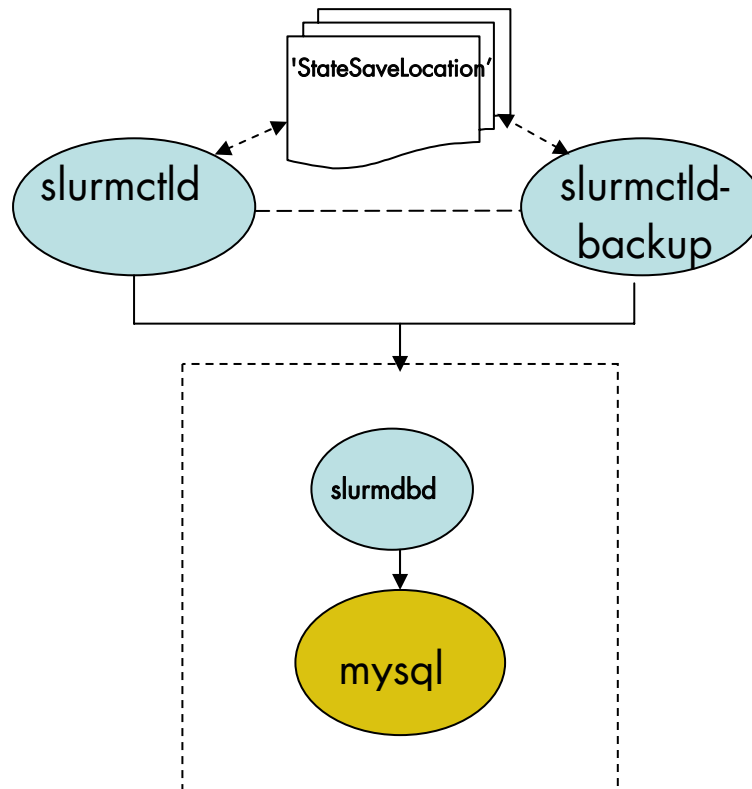 'StateSaveLocation’
slurmctld
slurmctld-
backup
slurmdbd
mysql